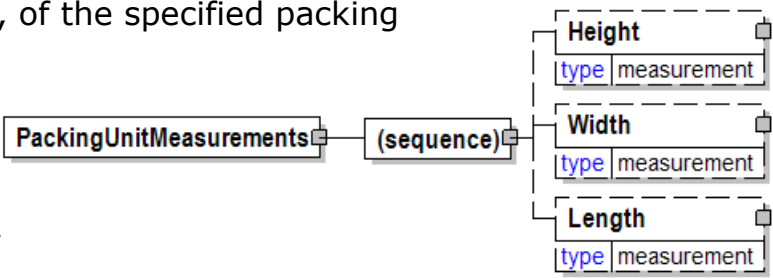 , of the specified packing
Height
type measurement
PackingUnitMeasurements
(sequence)
Width
type measurement
Length
type measurement